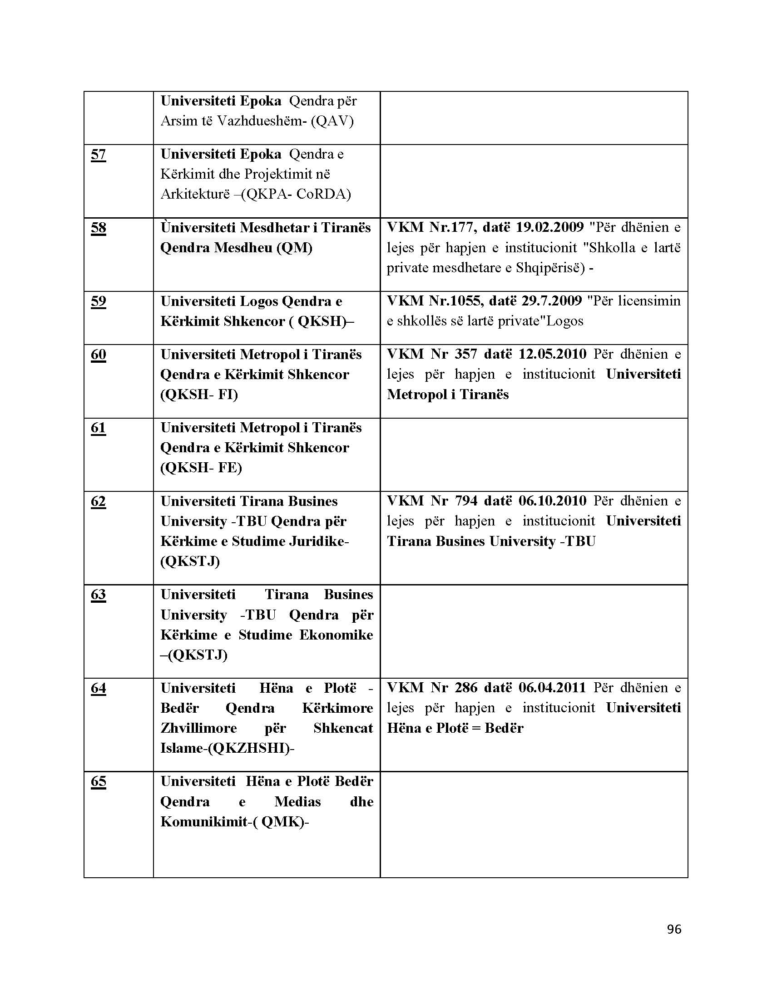 Universiteti Epoka Qendra për
Arsim të Vazhdueshëm- (QAV)
57
Universiteti Epoka Qendra e
Kërkimit dhe Projektimit në
Arkitekturë –(QKPA- CoRDA)
58
Ùniversiteti Mesdhetar i Tiranës
Qendra Mesdheu (QM)
VKM Nr.177, datë 19.02.2009 "Për dhënien e
lejes për hapjen e institucionit "Shkolla e lartë
private mesdhetare e Shqipërisë) -
59
Universiteti Logos Qendra e
Kërkimit Shkencor ( QKSH)–
VKM Nr.1055, datë 29.7.2009 "Për licensimin
e shkollës së lartë private"Logos
60
Universiteti Metropol i Tiranës
Qendra e Kërkimit Shkencor
(QKSH- FI)
VKM Nr 357 datë 12.05.2010 Për dhënien e
lejes për hapjen e institucionit Universiteti
Metropol i Tiranës
61
Universiteti Metropol i Tiranës
Qendra e Kërkimit Shkencor
(QKSH- FE)
62
Universiteti Tirana Busines
University -TBU Qendra për
Kërkime e Studime Juridike-
(QKSTJ)
VKM Nr 794 datë 06.10.2010 Për dhënien e
lejes për hapjen e institucionit Universiteti
Tirana Busines University -TBU
63
Universiteti Tirana Busines
University -TBU Qendra për
Kërkime e Studime Ekonomike
–(QKSTJ)
64
Universiteti Hëna e Plotë -
Bedër Qendra Kërkimore
Zhvillimore për Shkencat
Islame-(QKZHSHI)-
VKM Nr 286 datë 06.04.2011 Për dhënien e
lejes për hapjen e institucionit Universiteti
Hëna e Plotë = Bedër
65
Universiteti Hëna e Plotë Bedër
Qendra e Medias dhe
Komunikimit-( QMK)-
96